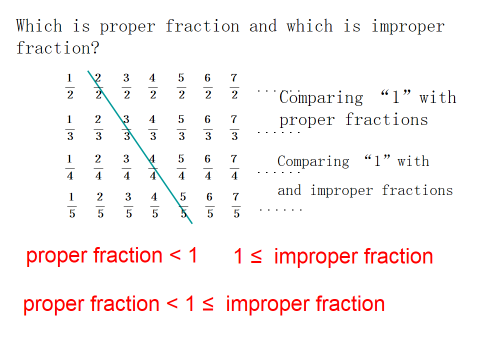 Which is proper fraction and which is improper
fraction?
1/2 2/2 3/2 4/2 5/2 6/2 7/2 ······
1/3 2/3 3/3 4/3 5/3 6/3 7/3 ······
1/4 2/4 3/4 4/4 5/4 6/4 7/4 ······
1/5 2/5 3/5 4/5 5/5 6/5 7/5 ······
Comparing “1” with
proper fractions
Comparing “1” with
and improper fractions
proper fraction < 1
1 ≤ improper fraction
proper fraction < 1 ≤ improper fraction